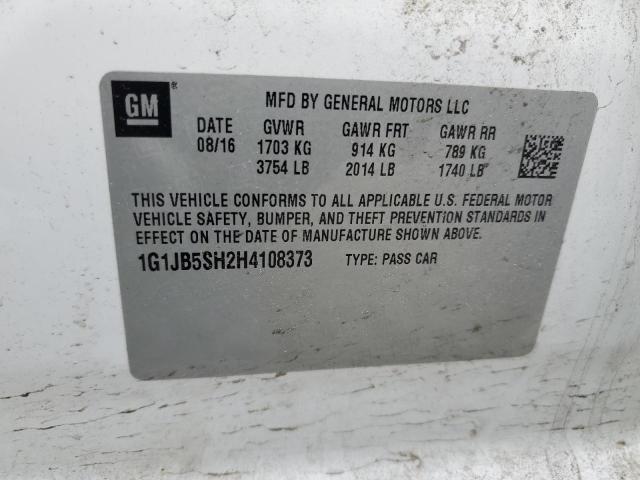 GM®
MFD BY GENERAL MOTORS LLC
DATE GVWR GAWR FRT GAWR RR
08/16 1703 KG 914 KG 789 KG
3754 LB 2014 LB 1740 LB
THIS VEHICLE CONFORMS TO ALL APPLICABLE U.S. FEDERAL MOTOR
VEHICLE SAFETY, BUMPER, AND THEFT PREVENTION STANDARDS IN
EFFECT ON THE DATE OF MANUFACTURE SHOWN ABOVE.
1G1JB5SH2H4108373 TYPE: PASS CAR